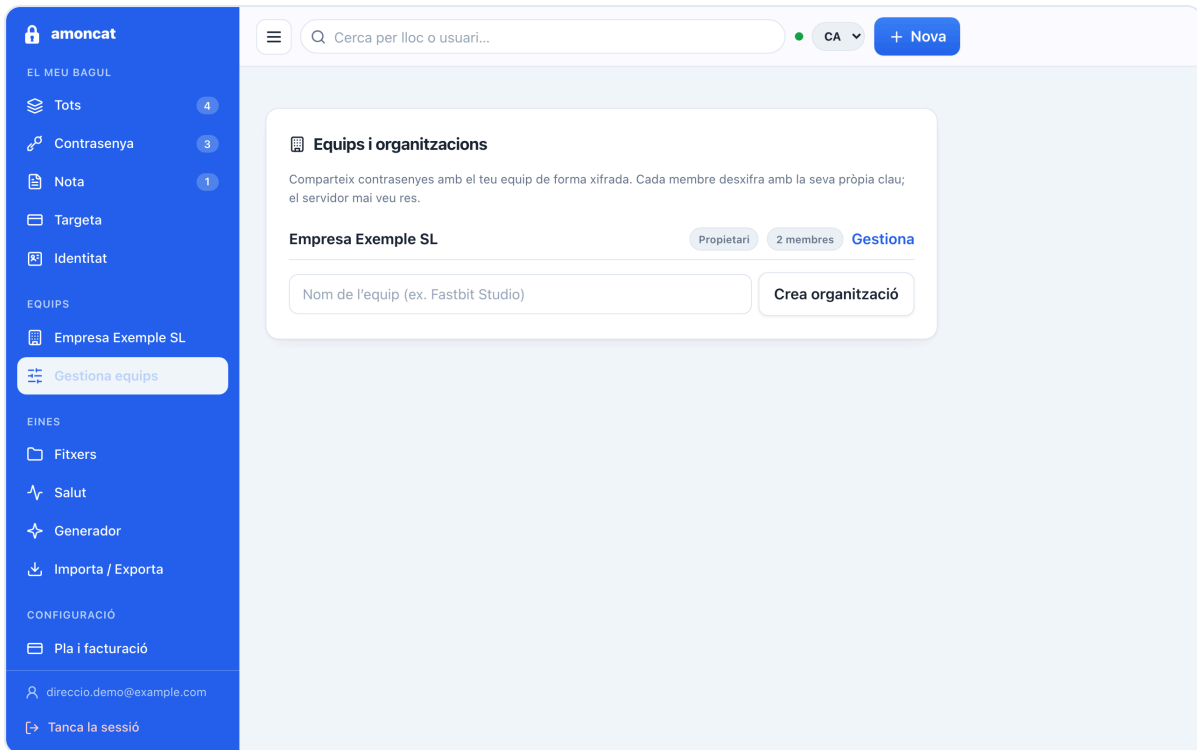 amoncat
EL MEU BAGUL
Tots 4
Contrasenya 3
Nota 1
Targeta
Identitat
EQUIPS
Empresa Exemple SL
Gestiona equips
EINES
Fitxers
Salut
Generador
Importa / Exporta
CONFIGURACIÓ
Pla i facturació
direccio.demo@example.com
Tanca la sessió
Cerca per lloc o usuari...
CA
+ Nova
Equips i organitzacions
Comparteix contrasenyes amb el teu equip de forma xifrada. Cada membre desxifra amb la seva pròpia clau;
el servidor mai veu res.
Empresa Exemple SL Propietari 2 membres Gestiona
Nom de l'equip (ex. Fastbit Studio) Crea organització